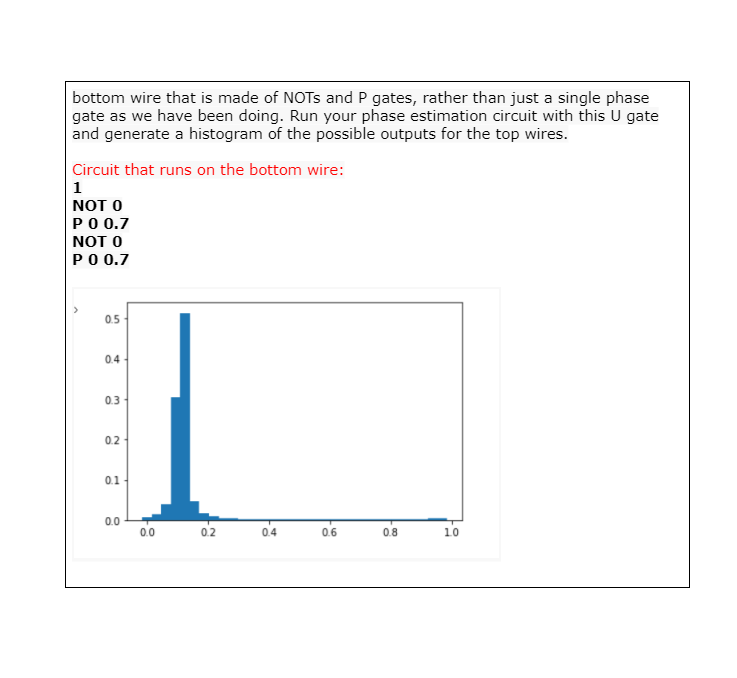 bottom wire that is made of NOTs and P gates, rather than just a single phase
gate as we have been doing. Run your phase estimation circuit with this U gate
and generate a histogram of the possible outputs for the top wires.
Circuit that runs on the bottom wire:
1
NOT 0
P 0 0.7
NOT 0
P 0 0.7
0.5
0.4
0.3
0.2
0.1
0.0
0.0 0.2 0.4 0.6 0.8 1.0